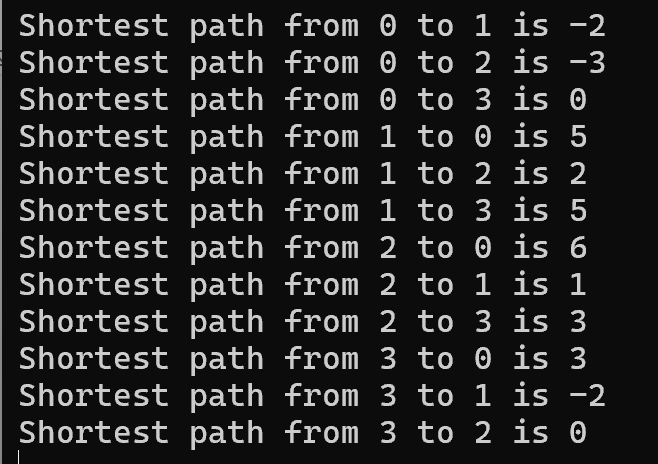 Shortest path from 0 to 1 is -2
Shortest path from 0 to 2 is -3
Shortest path from 0 to 3 is 0
Shortest path from 1 to 0 is 5
Shortest path from 1 to 2 is 2
Shortest path from 1 to 3 is 5
Shortest path from 2 to 0 is 6
Shortest path from 2 to 1 is 1
Shortest path from 2 to 3 is 3
Shortest path from 3 to 0 is 3
Shortest path from 3 to 1 is -2
Shortest path from 3 to 2 is 0